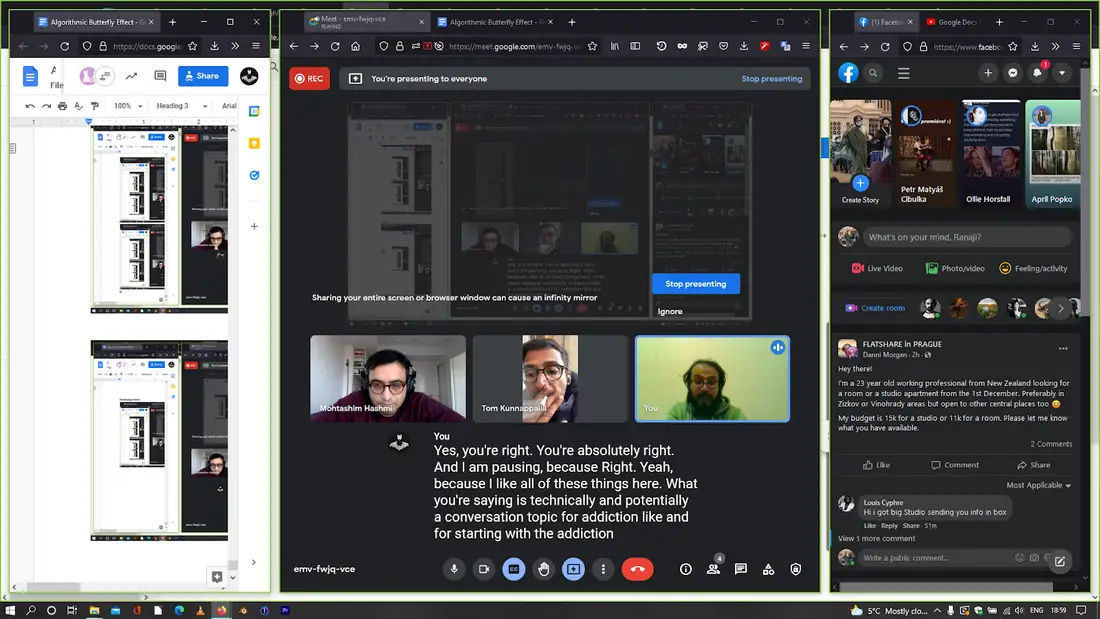 Algorithmic Butterfly Effect - G
https://docs.google
A
File
Share
100%
Heading 3
Arial
1
1
2
Meet - emv-fwjq-vce
PLAYING
Algorithmic Butterfly Effect - G
https://meet.google.com/emv-fwjq-v
REC
You're presenting to everyone
Stop presenting
Stop presenting
Sharing your entire screen or browser window can cause an infinity mirror
Ignore
Mohtashim Hashmi
Tom Kunnappallil
You
You
Yes, you're right. You're absolutely right.
And I am pausing, because Right. Yeah,
because I like all of these things here. What
you're saying is technically and potentially
a conversation topic for addiction like and
for starting with the addiction
emv-fwjq-vce
4
(1) Facebook
Google Docs
https://www.facebo
1
premiérat :)
Create Story
Petr Matyáš
Cibulka
Ollie Horsfall
April Popko
What's on your mind, Ranaji?
Live Video
Photo/video
Feeling/activity
Create room
FLATSHARE in PRAGUE
Danni Morgan · 2h ·
Hey there!
I'm a 23 year old working professional from New Zealand looking
for a room or a studio apartment from the 1st December. Preferably in
Zizkov or Vinohrady areas but open to other central places too 😄
My budget is 15k for a studio or 11k for a room. Please let me know
what you have available.
2 Comments
Like
Comment
Share
Most Applicable
Louis Cyphre
Hi i got big Studio sending you info in box
Like · Reply · Share · 51m
View 1 more comment
Write a public comment...
5°C Mostly clo...
ENG
18:59